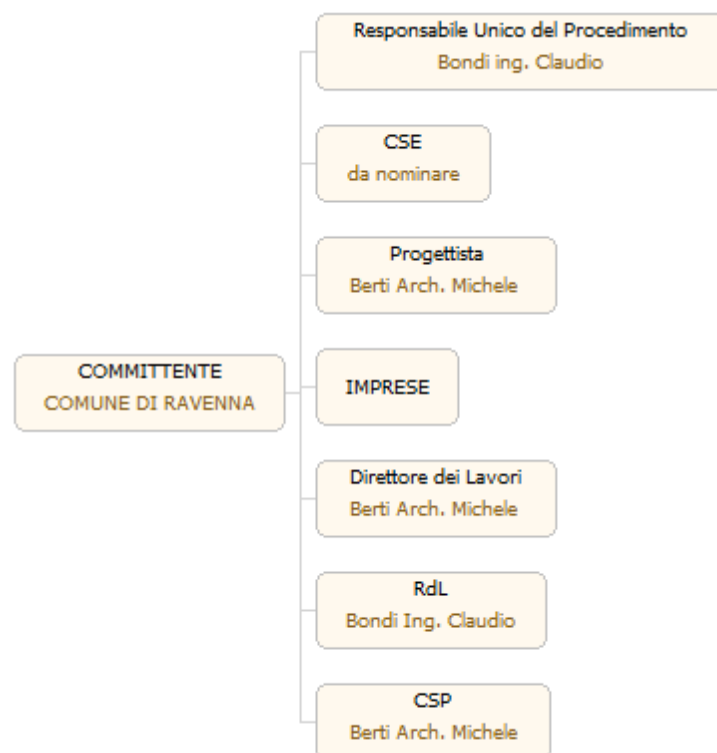 Responsabile Unico del Procedimento
Bondi ing. Claudio
CSE
da nominare
Progettista
Berti Arch. Michele
COMMITTENTE
COMUNE DI RAVENNA
IMPRESE
Direttore dei Lavori
Berti Arch. Michele
RdL
Bondi Ing. Claudio
CSP
Berti Arch. Michele